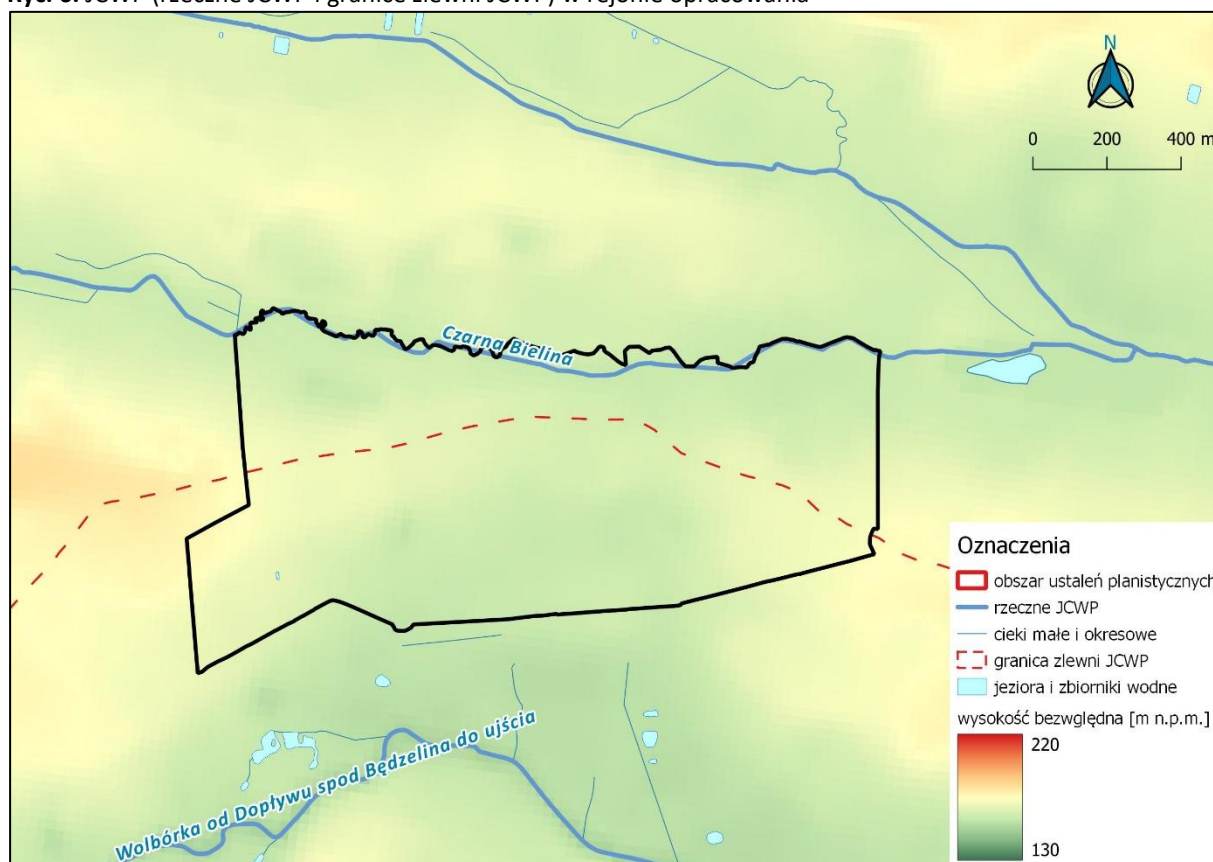 Ryc. 8. JCWP (rzeczne JCWP i granice zlewni JCWP) w rejonie opracowania
N
0 200 400 m
Czarna Bielina
Wolbórka od Dopływu spod Będzelina do ujścia
Oznaczenia
obszar ustaleń planistycznych
rzeczne JCWP
cieki małe i okresowe
granica zlewni JCWP
jeziora i zbiorniki wodne
wysokość bezwględna [m n.p.m.]
220
130